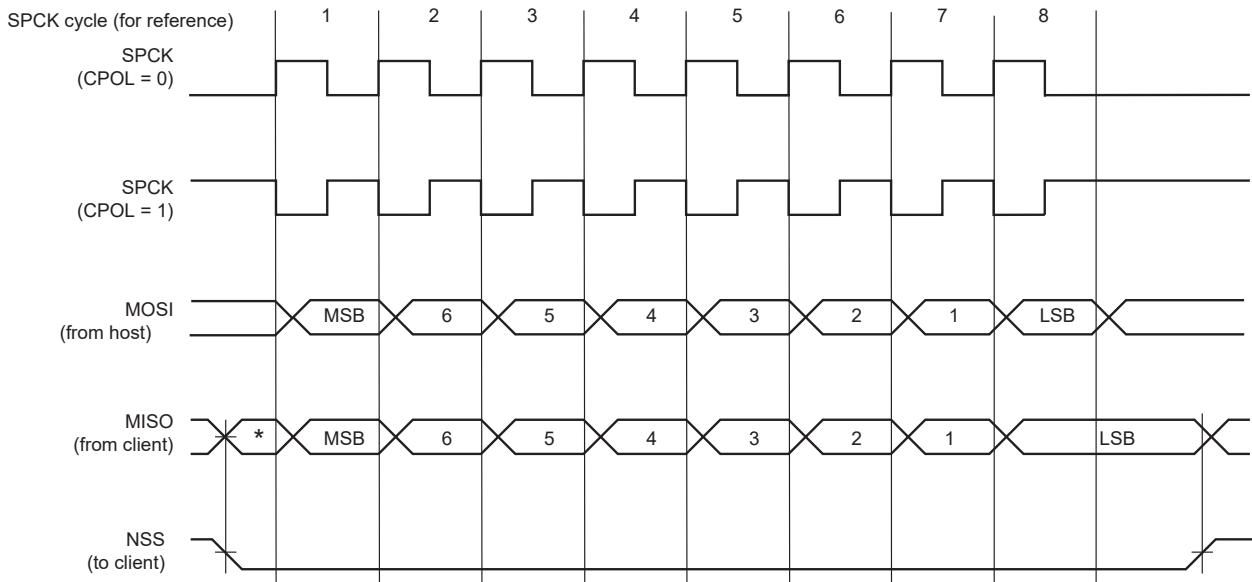 SPCK cycle (for reference) 1 2 3 4 5 6 7 8
SPCK
(CPOL = 0)
SPCK
(CPOL = 1)
MOSI
(from host)
MSB 6 5 4 3 2 1 LSB
MISO
(from client)
* MSB 6 5 4 3 2 1 LSB
NSS
(to client)